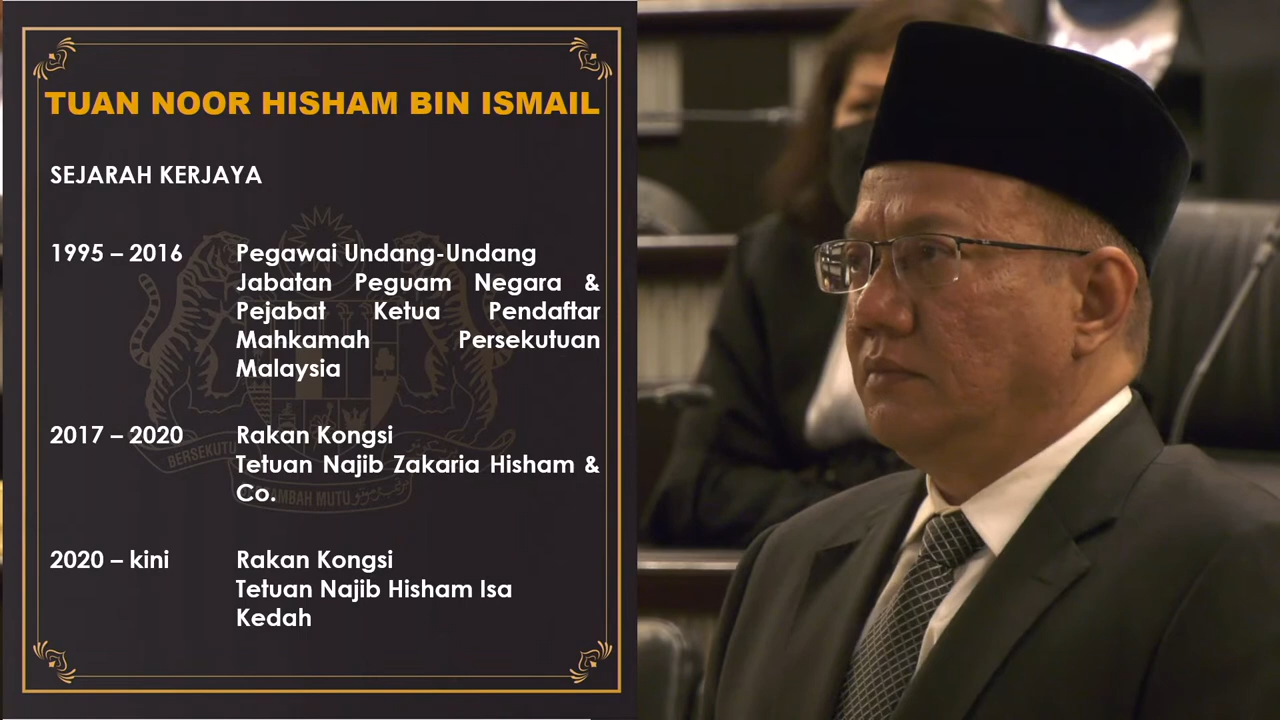 TUAN NOOR HISHAM BIN ISMAIL
SEJARAH KERJAYA
1995 – 2016 Pegawai Undang-Undang
Jabatan Peguam Negara &
Pejabat Ketua Pendaftar
Mahkamah Persekutuan
Malaysia
2017 – 2020 Rakan Kongsi
Tetuan Najib Zakaria Hisham &
Co.
2020 – kini Rakan Kongsi
Tetuan Najib Hisham Isa
Kedah